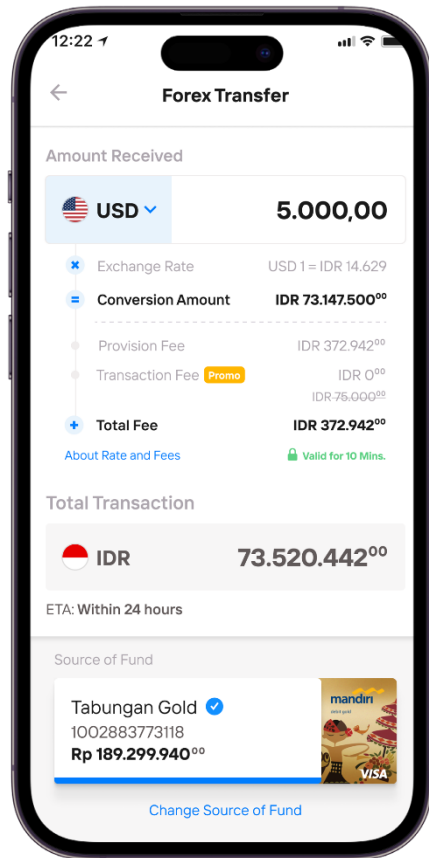 12:22
Forex Transfer
Amount Received
USD 5.000,00
Exchange Rate USD 1 = IDR 14.629
Conversion Amount IDR 73.147.500⁰⁰
Provision Fee IDR 372.942⁰⁰
Transaction Fee Promo IDR 0⁰⁰
IDR 75.000⁰⁰
Total Fee IDR 372.942⁰⁰
About Rate and Fees Valid for 10 Mins.
Total Transaction
IDR 73.520.442⁰⁰
ETA: Within 24 hours
Source of Fund
Tabungan Gold
1002883773118
Rp 189.299.940⁰⁰
mandiri
VISA
Change Source of Fund